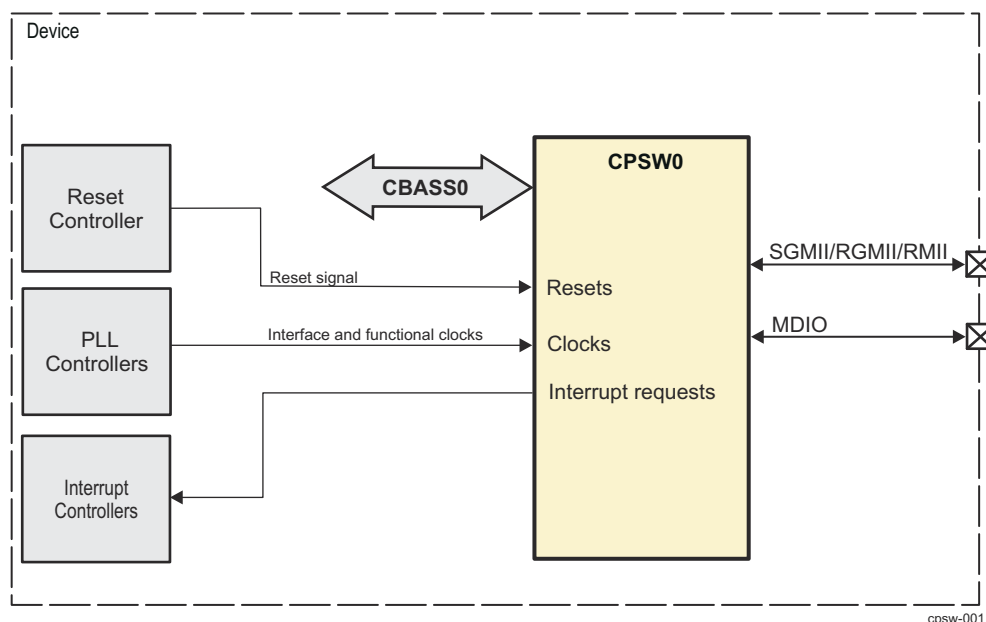 Device
CPSW0
CBASS0
Reset
Controller
SGMII/RGMII/RMII
Reset signal
Resets
MDIO
PLL
Controllers
Interface and functional clocks
Clocks
Interrupt requests
Interrupt
Controllers
cpsw-001